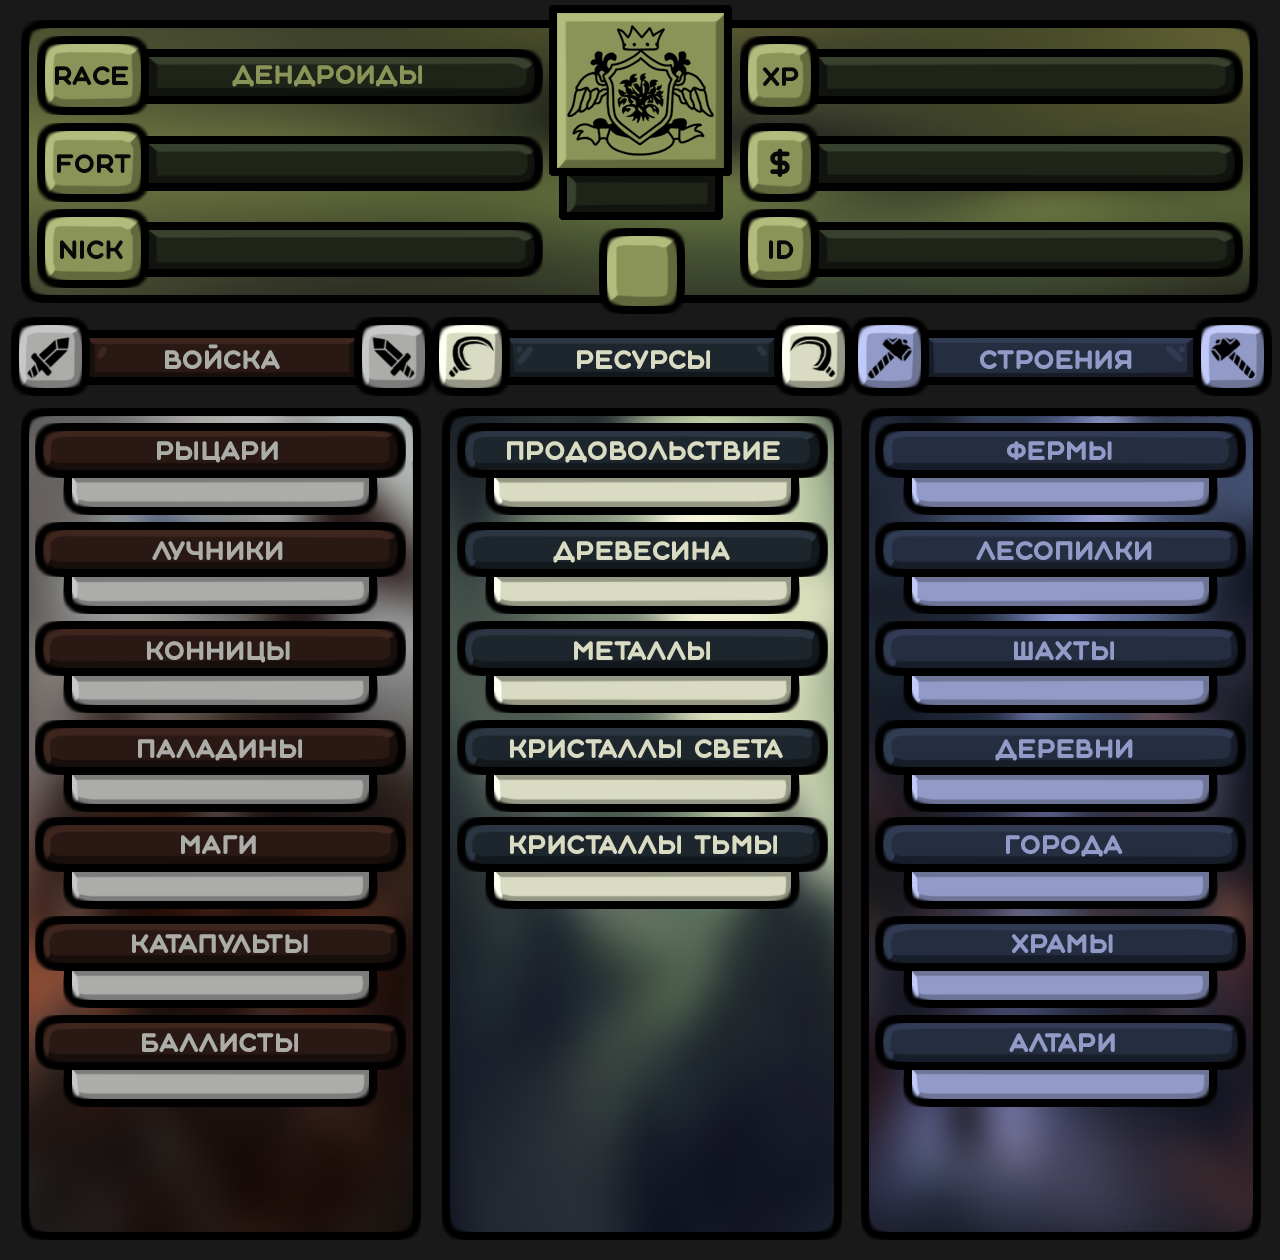 RACE ДЕНДРОИДЫ
FORT
NICK
XP
$
ID
ВОЙСКА
РЫЦАРИ
ЛУЧНИКИ
КОННИЦЫ
ПАЛАДИНЫ
МАГИ
КАТАПУЛЬТЫ
БАЛЛИСТЫ
РЕСУРСЫ
ПРОДОВОЛЬСТВИЕ
ДРЕВЕСИНА
МЕТАЛЛЫ
КРИСТАЛЛЫ СВЕТА
КРИСТАЛЛЫ ТЬМЫ
СТРОЕНИЯ
ФЕРМЫ
ЛЕСОПИЛКИ
ШАХТЫ
ДЕРЕВНИ
ГОРОДА
ХРАМЫ
АЛТАРИ